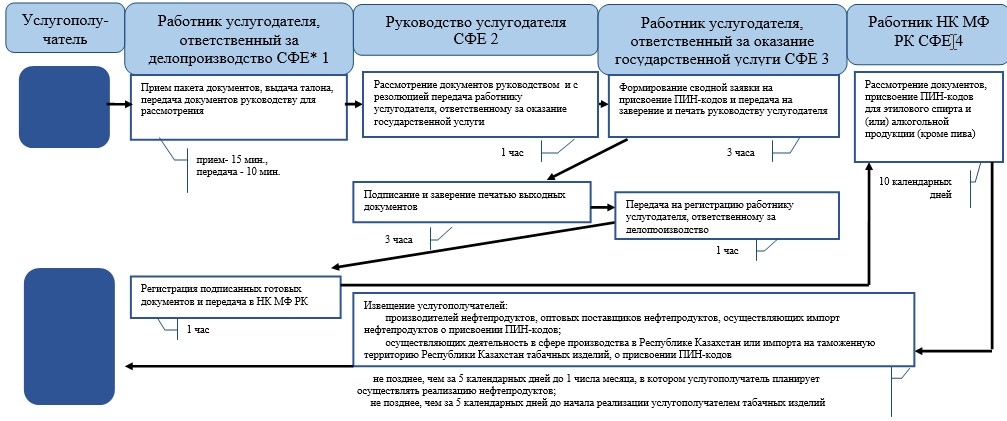 Услугополу-
чатель
Работник услугодателя,
ответственный за
делопроизводство СФЕ* 1
Руководство услугодателя
СФЕ 2
Работник услугодателя,
ответственный за оказание
государственной услуги СФЕ 3
Работник НК МФ
РК СФЕ 4
Прием пакета документов, выдача талона,
передача документов руководству для
рассмотрения
Рассмотрение документов руководством и с
резолюцией передача работнику
услугодателя, ответственному за оказание
государственной услуги
Формирование сводной заявки на
присвоение ПИН-кодов и передача на
заверение и печать руководству услугодателя
Рассмотрение документов,
присвоение ПИН-кодов
для этилового спирта и
(или) алкогольной
продукции (кроме пива)
прием- 15 мин.,
передача - 10 мин.
1 час
3 часа
10 календарных
дней
Подписание и заверение печатью выходных
документов
Передача на регистрацию работнику
услугодателя, ответственному за
делопроизводство
3 часа
1 час
Регистрация подписанных готовых
документов и передача в НК МФ РК
1 час
Извещение услугополучателей:
производителей нефтепродуктов, оптовых поставщиков нефтепродуктов, осуществляющих импорт
нефтепродуктов о присвоении ПИН-кодов;
осуществляющих деятельность в сфере производства в Республике Казахстан или импорта на таможенную
территорию Республики Казахстан табачных изделий, о присвоении ПИН-кодов
не позднее, чем за 5 календарных дней до 1 числа месяца, в котором услугополучатель планирует
осуществлять реализацию нефтепродуктов;
не позднее, чем за 5 календарных дней до начала реализации услугополучателем табачных изделий